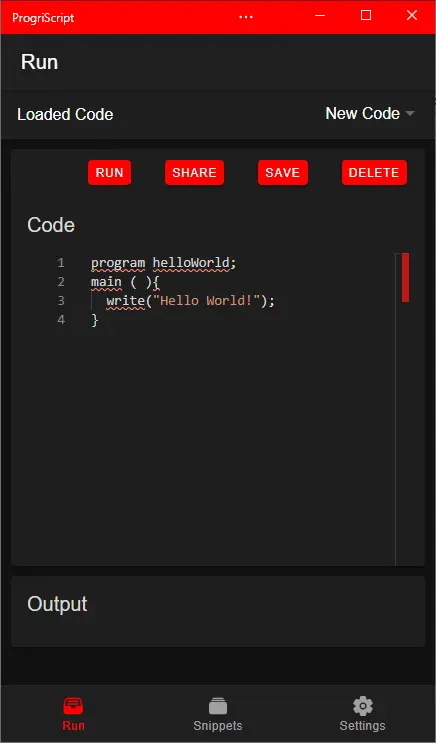 ProgriScript
Run
Loaded Code
New Code
RUN SHARE SAVE DELETE
Code
1 program helloWorld;
2 main ( ){
3 write("Hello World!");
4 }
Output
Run Snippets Settings